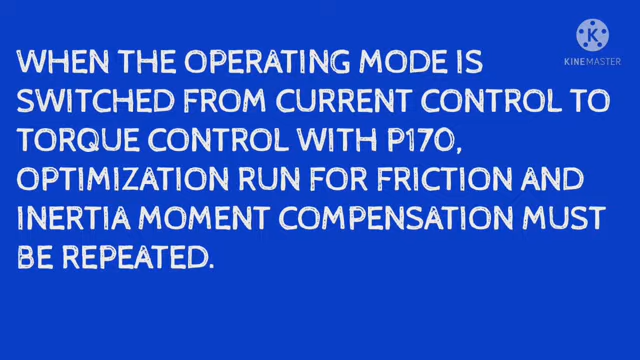 K
KINEMASTER
WHEN THE OPERATING MODE IS
SWITCHED FROM CURRENT CONTROL TO
TORQUE CONTROL WITH P170,
OPTIMIZATION RUN FOR FRICTION AND
INERTIA MOMENT COMPENSATION MUST
BE REPEATED.